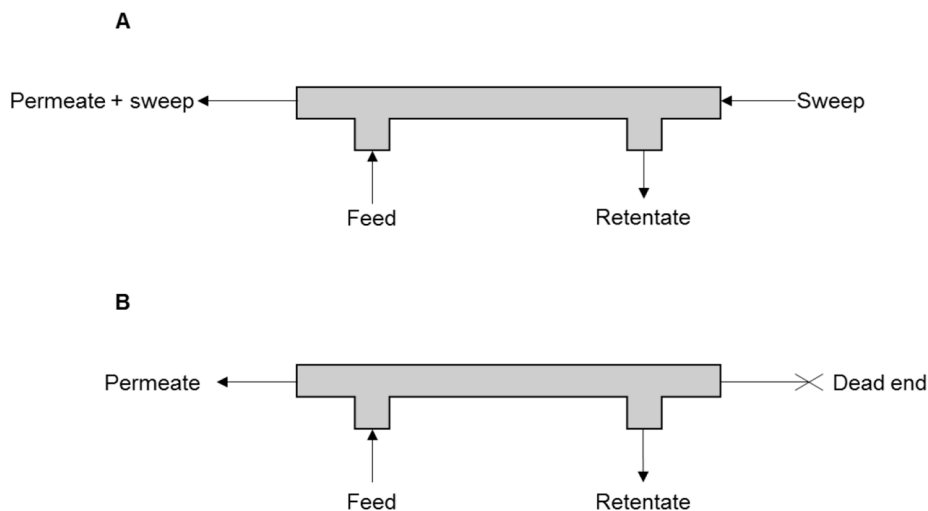 A
Permeate + sweep
Sweep
Feed
Retentate
B
Permeate
Dead end
Feed
Retentate